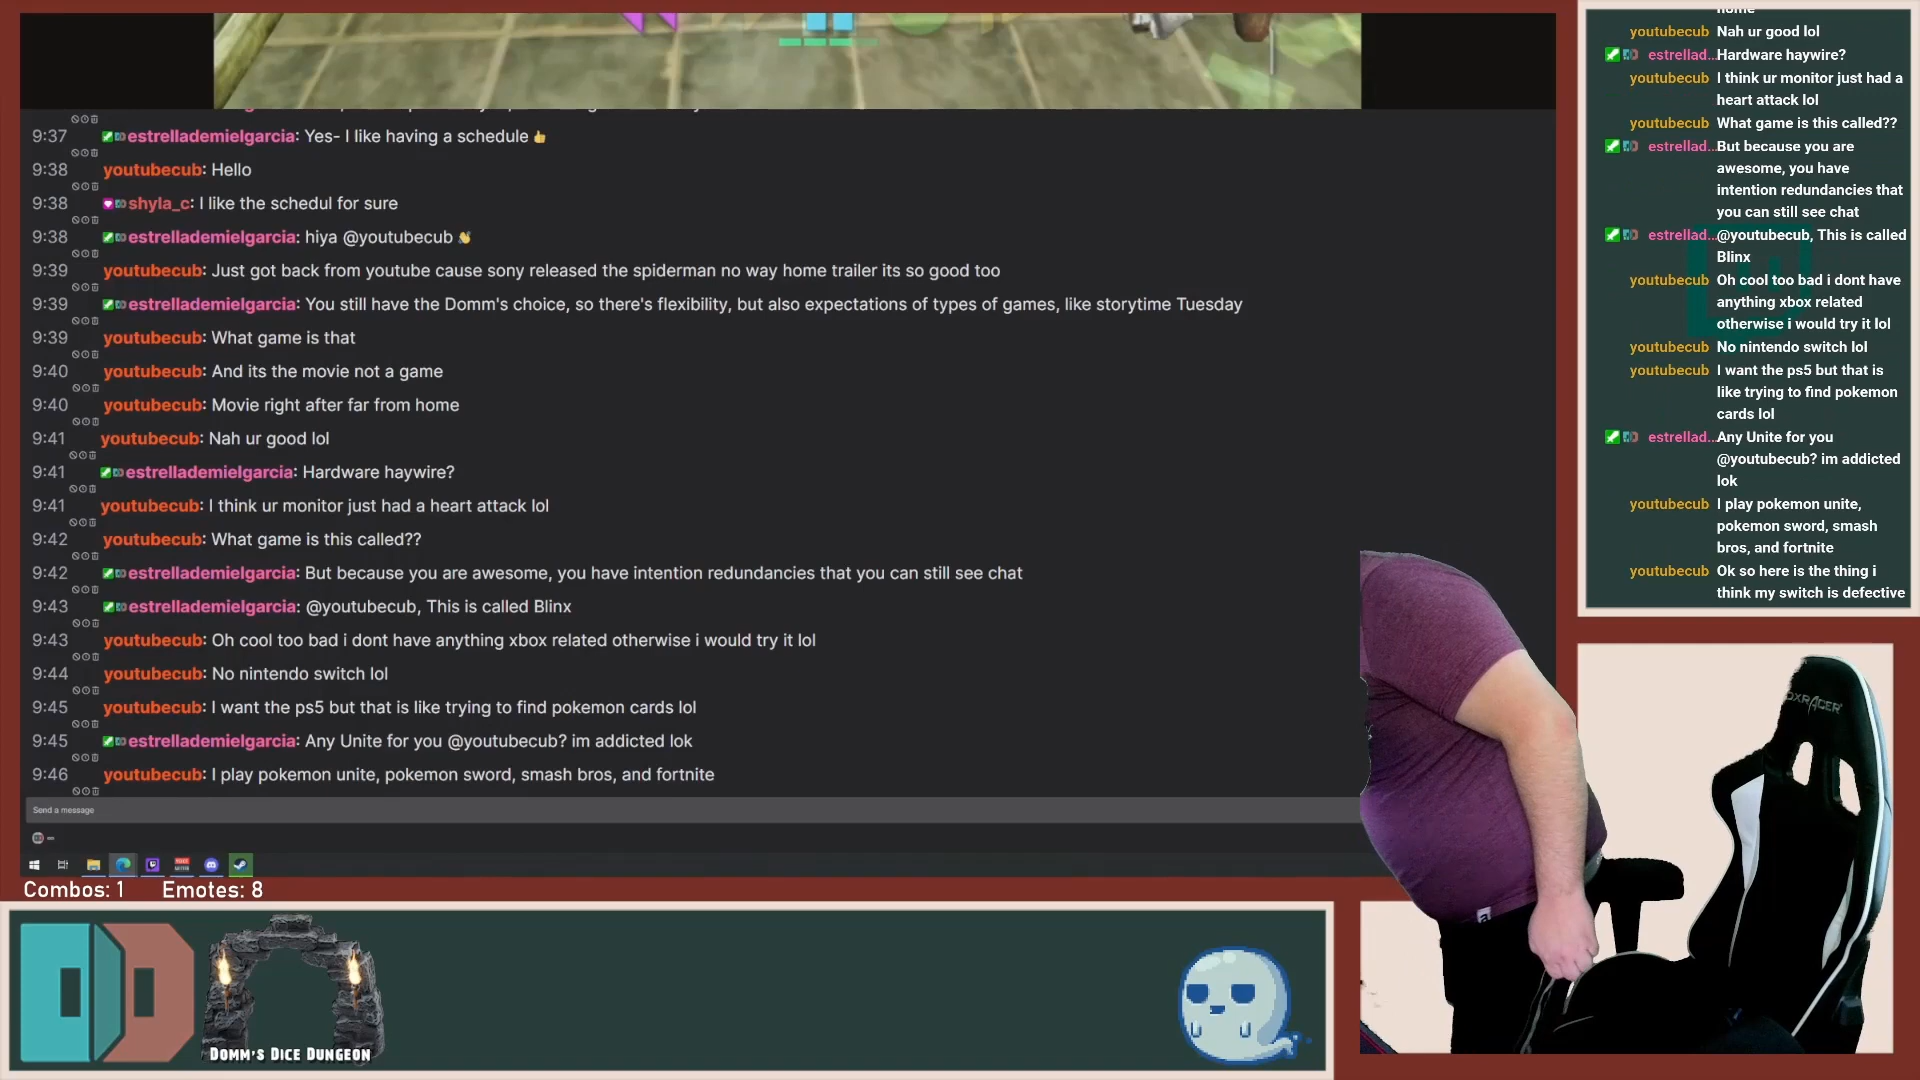 9:37 estrellademielgarcia: Yes- I like having a schedule 👍
9:38 youtubecub: Hello
9:38 shyla_c: I like the schedul for sure
9:38 estrellademielgarcia: hiya @youtubecub 👋
9:39 youtubecub: Just got back from youtube cause sony released the spiderman no way home trailer its so good too
9:39 estrellademielgarcia: You still have the Domm's choice, so there's flexibility, but also expectations of types of games, like storytime Tuesday
9:39 youtubecub: What game is that
9:40 youtubecub: And its the movie not a game
9:40 youtubecub: Movie right after far from home
9:41 youtubecub: Nah ur good lol
9:41 estrellademielgarcia: Hardware haywire?
9:41 youtubecub: I think ur monitor just had a heart attack lol
9:42 youtubecub: What game is this called??
9:42 estrellademielgarcia: But because you are awesome, you have intention redundancies that you can still see chat
9:43 estrellademielgarcia: @youtubecub, This is called Blinx
9:43 youtubecub: Oh cool too bad i dont have anything xbox related otherwise i would try it lol
9:44 youtubecub: No nintendo switch lol
9:45 youtubecub: I want the ps5 but that is like trying to find pokemon cards lol
9:45 estrellademielgarcia: Any Unite for you @youtubecub? im addicted lok
9:46 youtubecub: I play pokemon unite, pokemon sword, smash bros, and fortnite
Send a message
Combos: 1 Emotes: 8
DOMM'S DICE DUNGEON
home
youtubecub Nah ur good lol
estrellad... Hardware haywire?
youtubecub I think ur monitor just had a
heart attack lol
youtubecub What game is this called??
estrellad... But because you are
awesome, you have
intention redundancies that
you can still see chat
estrellad... @youtubecub, This is called
Blinx
youtubecub Oh cool too bad i dont have
anything xbox related
otherwise i would try it lol
youtubecub No nintendo switch lol
youtubecub I want the ps5 but that is
like trying to find pokemon
cards lol
estrellad... Any Unite for you
@youtubecub? im addicted
lok
youtubecub I play pokemon unite,
pokemon sword, smash
bros, and fortnite
youtubecub Ok so here is the thing i
think my switch is defective
DXRACER